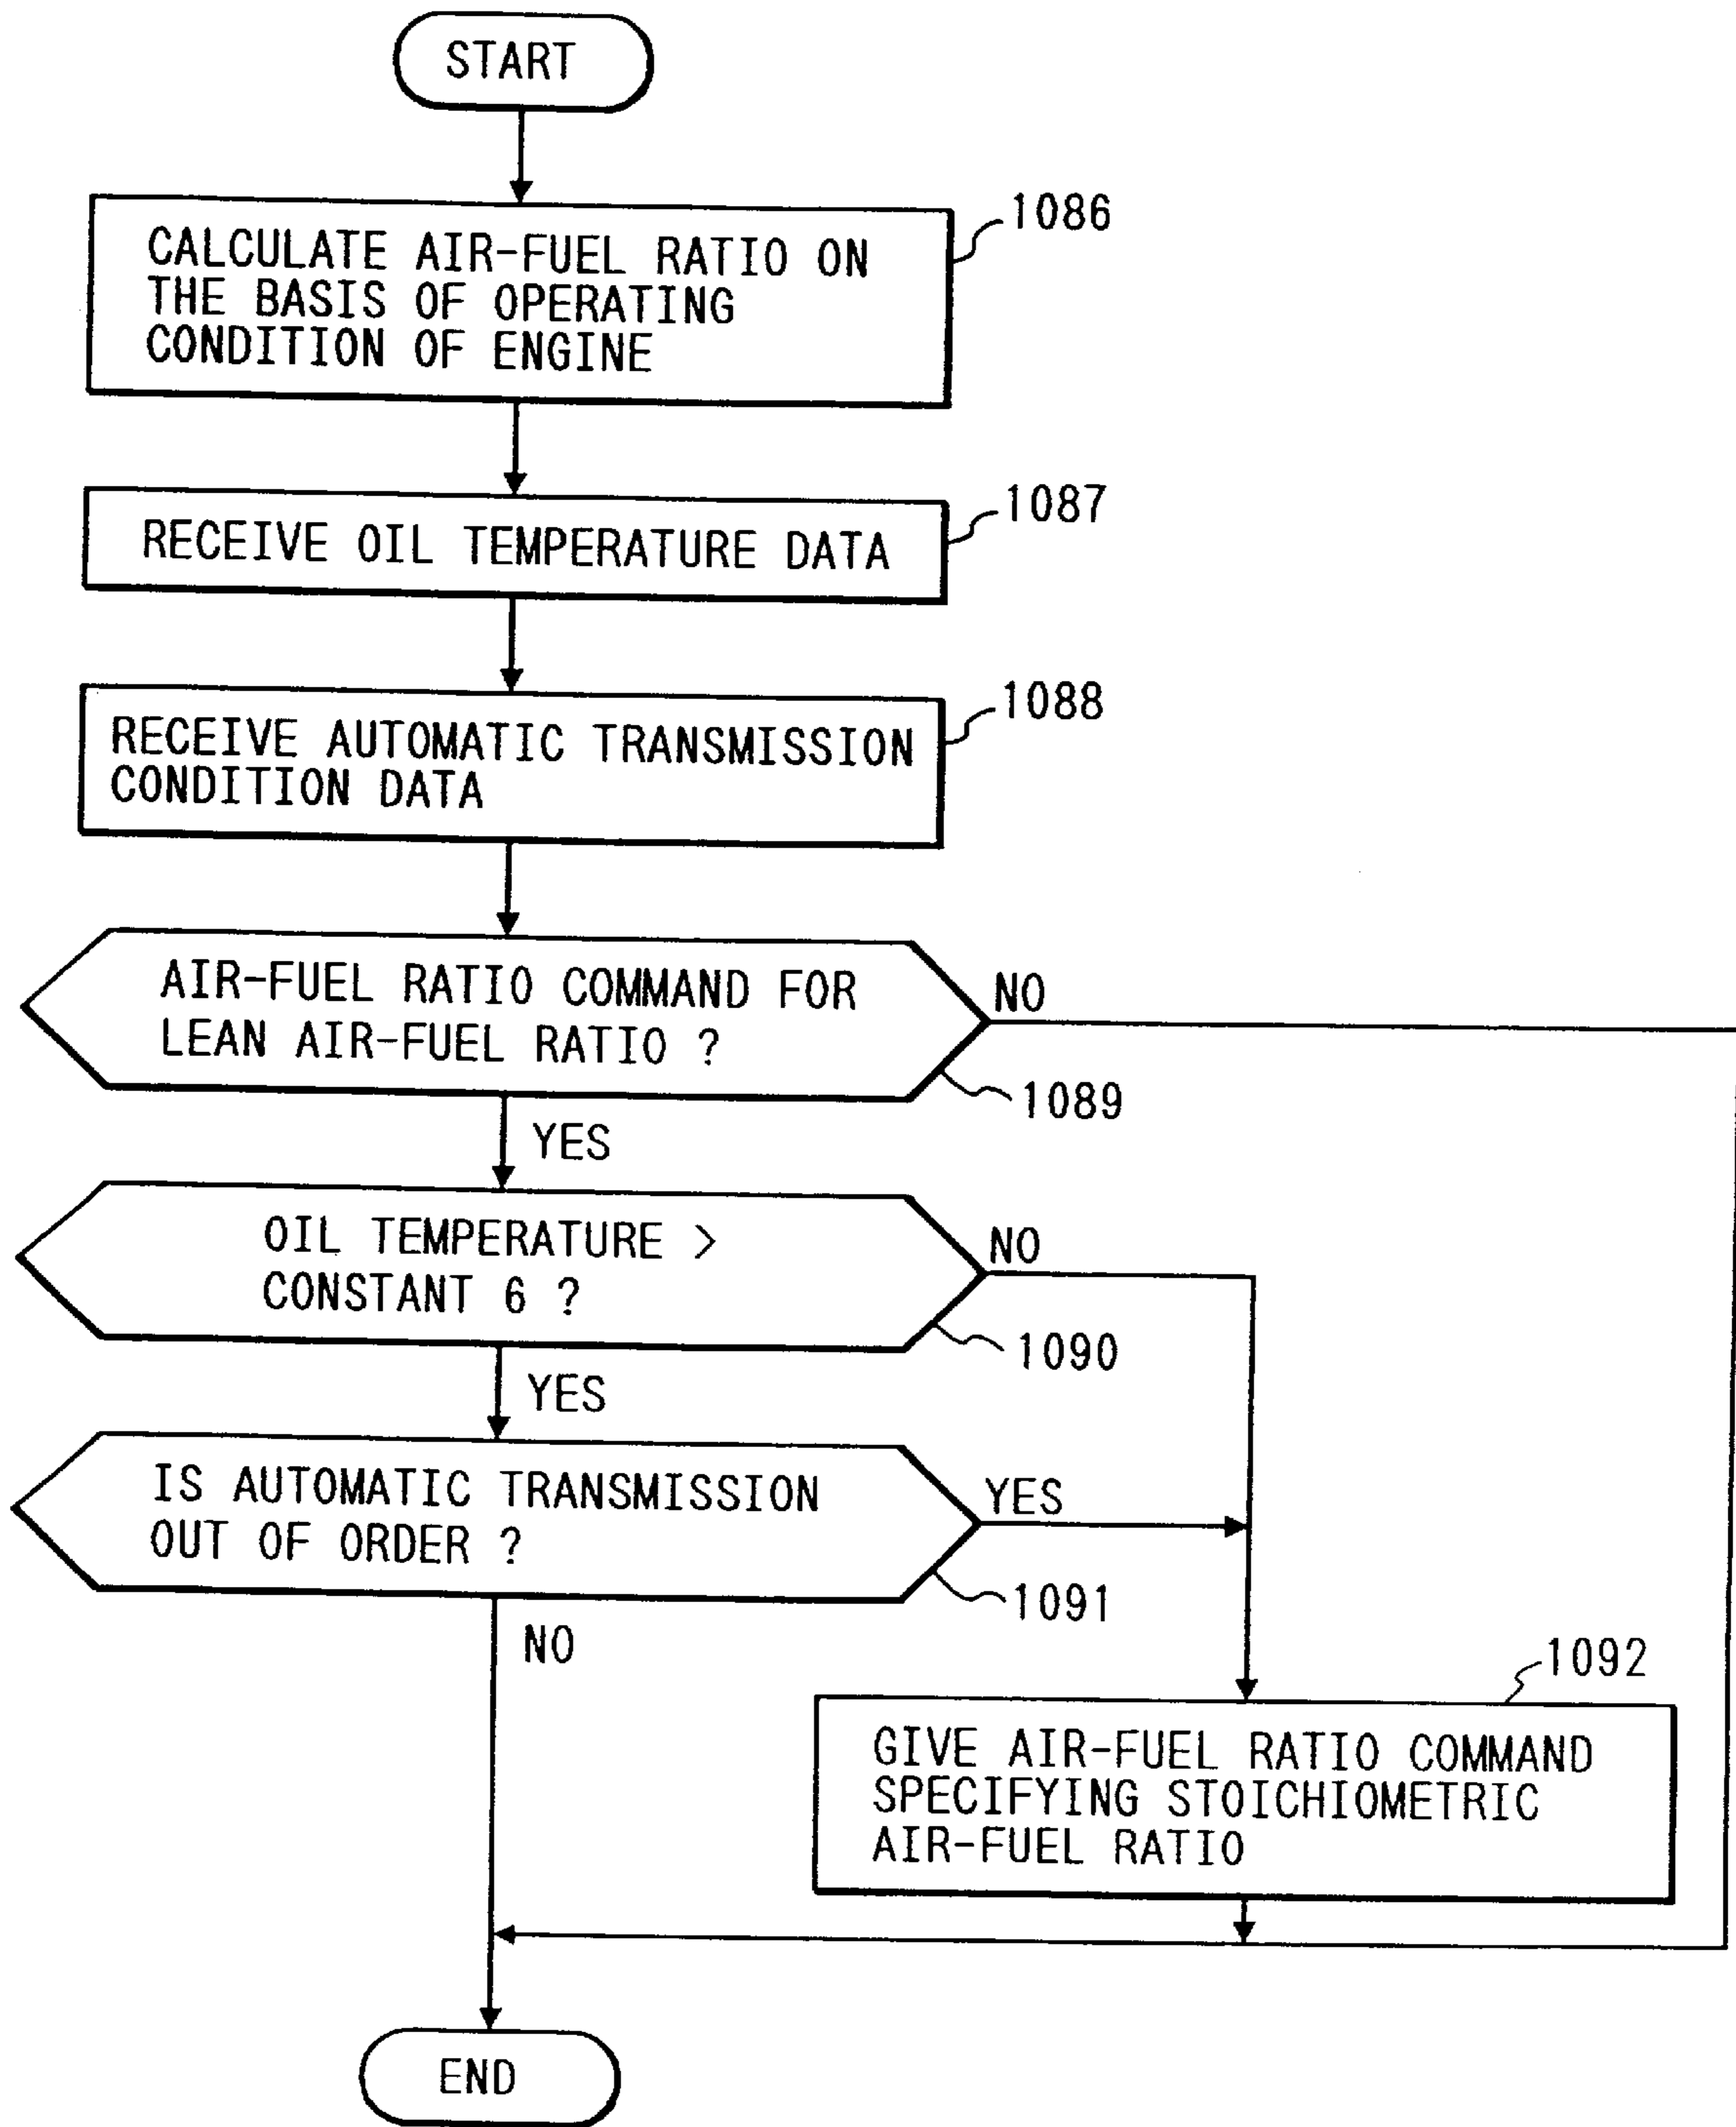 START
CALCULATE AIR-FUEL RATIO ON
THE BASIS OF OPERATING
CONDITION OF ENGINE
1086
RECEIVE OIL TEMPERATURE DATA
1087
RECEIVE AUTOMATIC TRANSMISSION
CONDITION DATA
1088
AIR-FUEL RATIO COMMAND FOR
LEAN AIR-FUEL RATIO ?
NO
1089
YES
OIL TEMPERATURE >
CONSTANT 6 ?
NO
1090
YES
IS AUTOMATIC TRANSMISSION
OUT OF ORDER ?
YES
1091
NO
1092
GIVE AIR-FUEL RATIO COMMAND
SPECIFYING STOICHIOMETRIC
AIR-FUEL RATIO
END